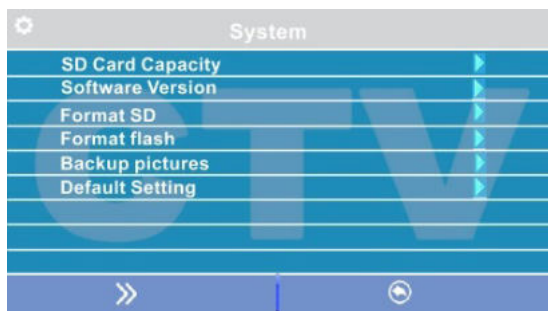 System
SD Card Capacity
Software Version
Format SD
Format flash
Backup pictures
Default Setting
CTV